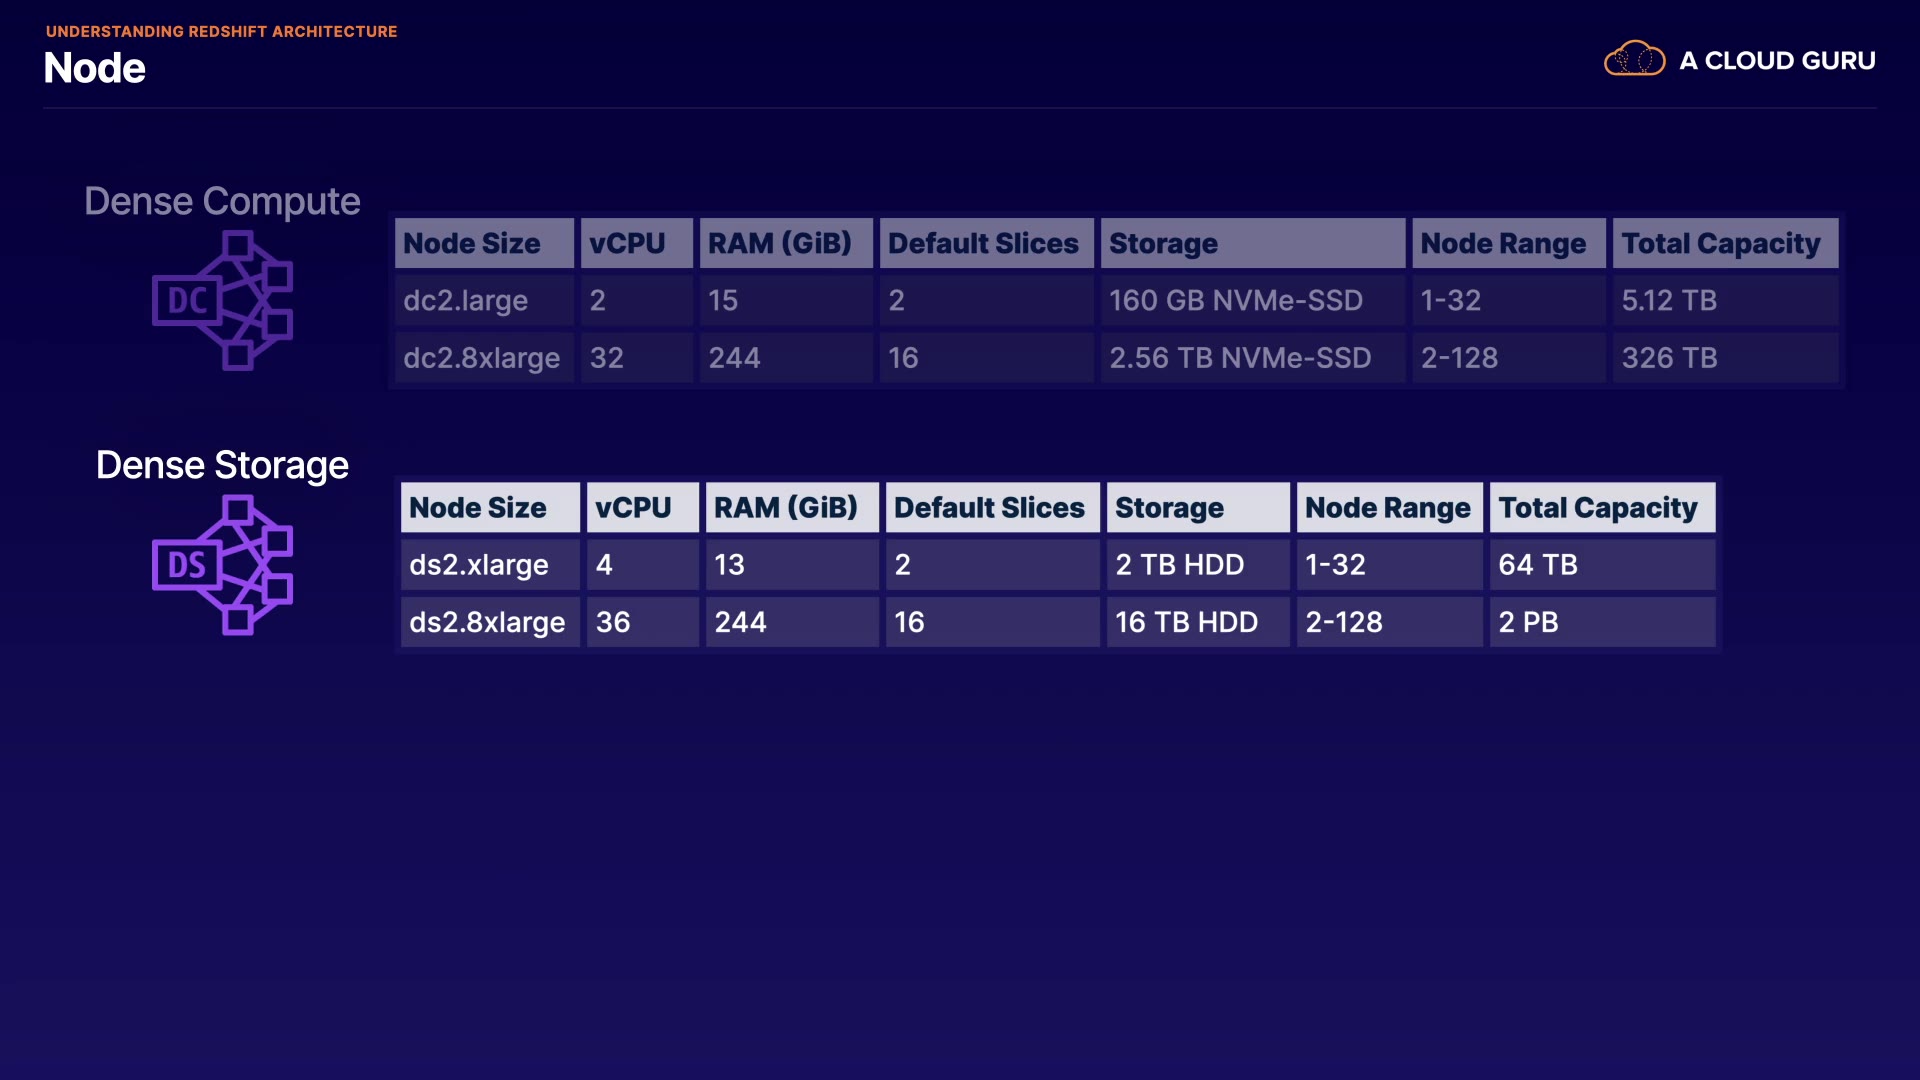 UNDERSTANDING REDSHIFT ARCHITECTURE
Node
A CLOUD GURU
Dense Compute
DC
Node Size vCPU RAM (GiB) Default Slices Storage Node Range Total Capacity
dc2.large 2 15 2 160 GB NVMe-SSD 1-32 5.12 TB
dc2.8xlarge 32 244 16 2.56 TB NVMe-SSD 2-128 326 TB
Dense Storage
DS
Node Size vCPU RAM (GiB) Default Slices Storage Node Range Total Capacity
ds2.xlarge 4 13 2 2 TB HDD 1-32 64 TB
ds2.8xlarge 36 244 16 16 TB HDD 2-128 2 PB